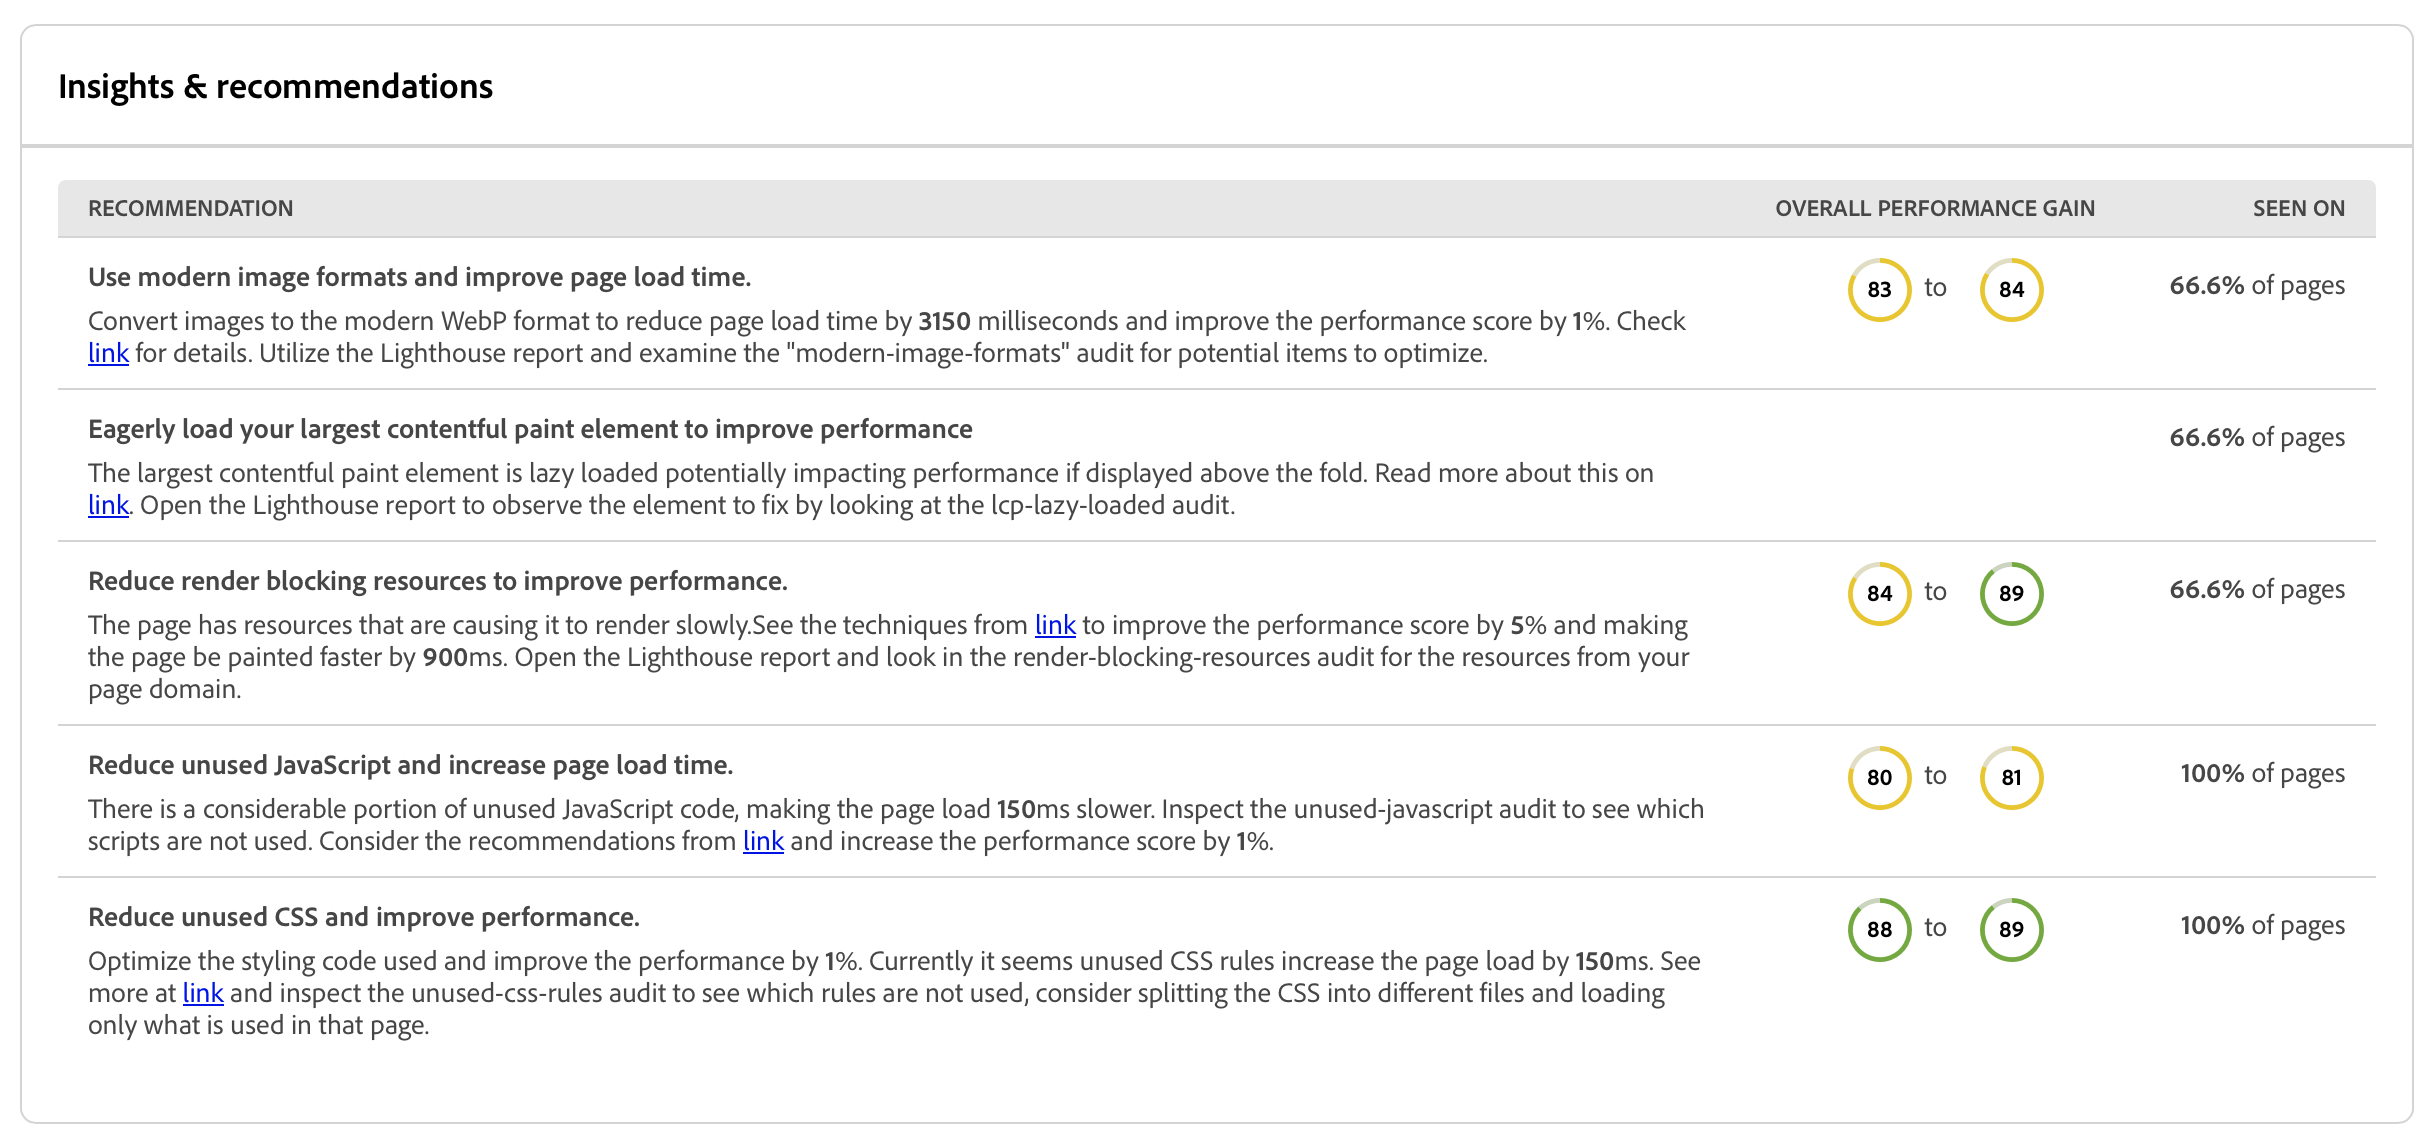 Insights & recommendations
RECOMMENDATION OVERALL PERFORMANCE GAIN SEEN ON
Use modern image formats and improve page load time.
83 to 84 66.6% of pages
Convert images to the modern WebP format to reduce page load time by 3150 milliseconds and improve the performance score by 1%. Check
link for details. Utilize the Lighthouse report and examine the "modern-image-formats" audit for potential items to optimize.
Eagerly load your largest contentful paint element to improve performance
66.6% of pages
The largest contentful paint element is lazy loaded potentially impacting performance if displayed above the fold. Read more about this on
link. Open the Lighthouse report to observe the element to fix by looking at the lcp-lazy-loaded audit.
Reduce render blocking resources to improve performance.
84 to 89 66.6% of pages
The page has resources that are causing it to render slowly.See the techniques from link to improve the performance score by 5% and making
the page be painted faster by 900ms. Open the Lighthouse report and look in the render-blocking-resources audit for the resources from your
page domain.
Reduce unused JavaScript and increase page load time.
80 to 81 100% of pages
There is a considerable portion of unused JavaScript code, making the page load 150ms slower. Inspect the unused-javascript audit to see which
scripts are not used. Consider the recommendations from link and increase the performance score by 1%.
Reduce unused CSS and improve performance.
88 to 89 100% of pages
Optimize the styling code used and improve the performance by 1%. Currently it seems unused CSS rules increase the page load by 150ms. See
more at link and inspect the unused-css-rules audit to see which rules are not used, consider splitting the CSS into different files and loading
only what is used in that page.